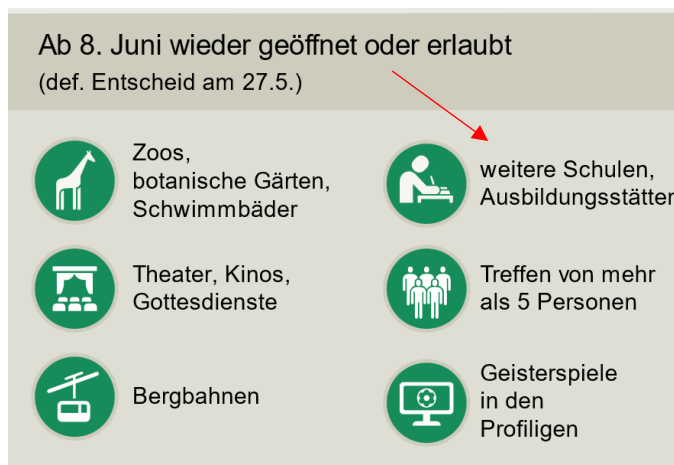 Ab 8. Juni wieder geöffnet oder erlaubt
(def. Entscheid am 27.5.)
Zoos,
botanische Gärten,
Schwimmbäder
weitere Schulen,
Ausbildungsstätten
Theater, Kinos,
Gottesdienste
Treffen von mehr
als 5 Personen
Bergbahnen
Geisterspiele
in den
Profiligen